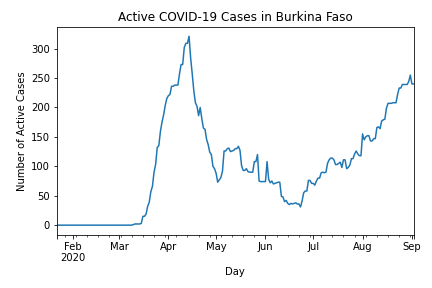 Active COVID-19 Cases in Burkina Faso
Number of Active Cases
300
250
200
150
100
50
0
Feb Mar Apr May Jun Jul Aug Sep
2020
Day